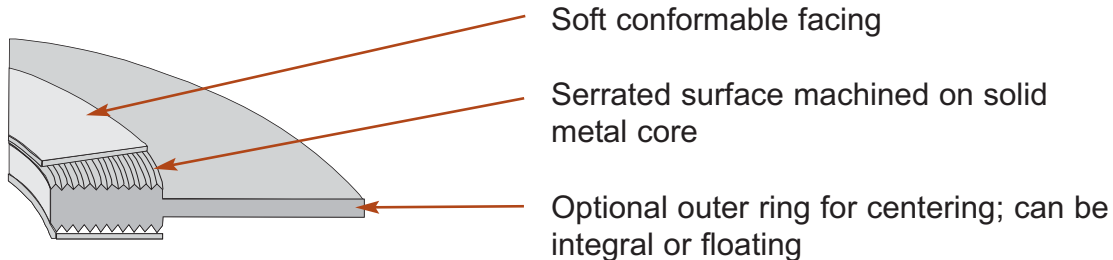 Soft conformable facing
Serrated surface machined on solid
metal core
Optional outer ring for centering; can be
integral or floating